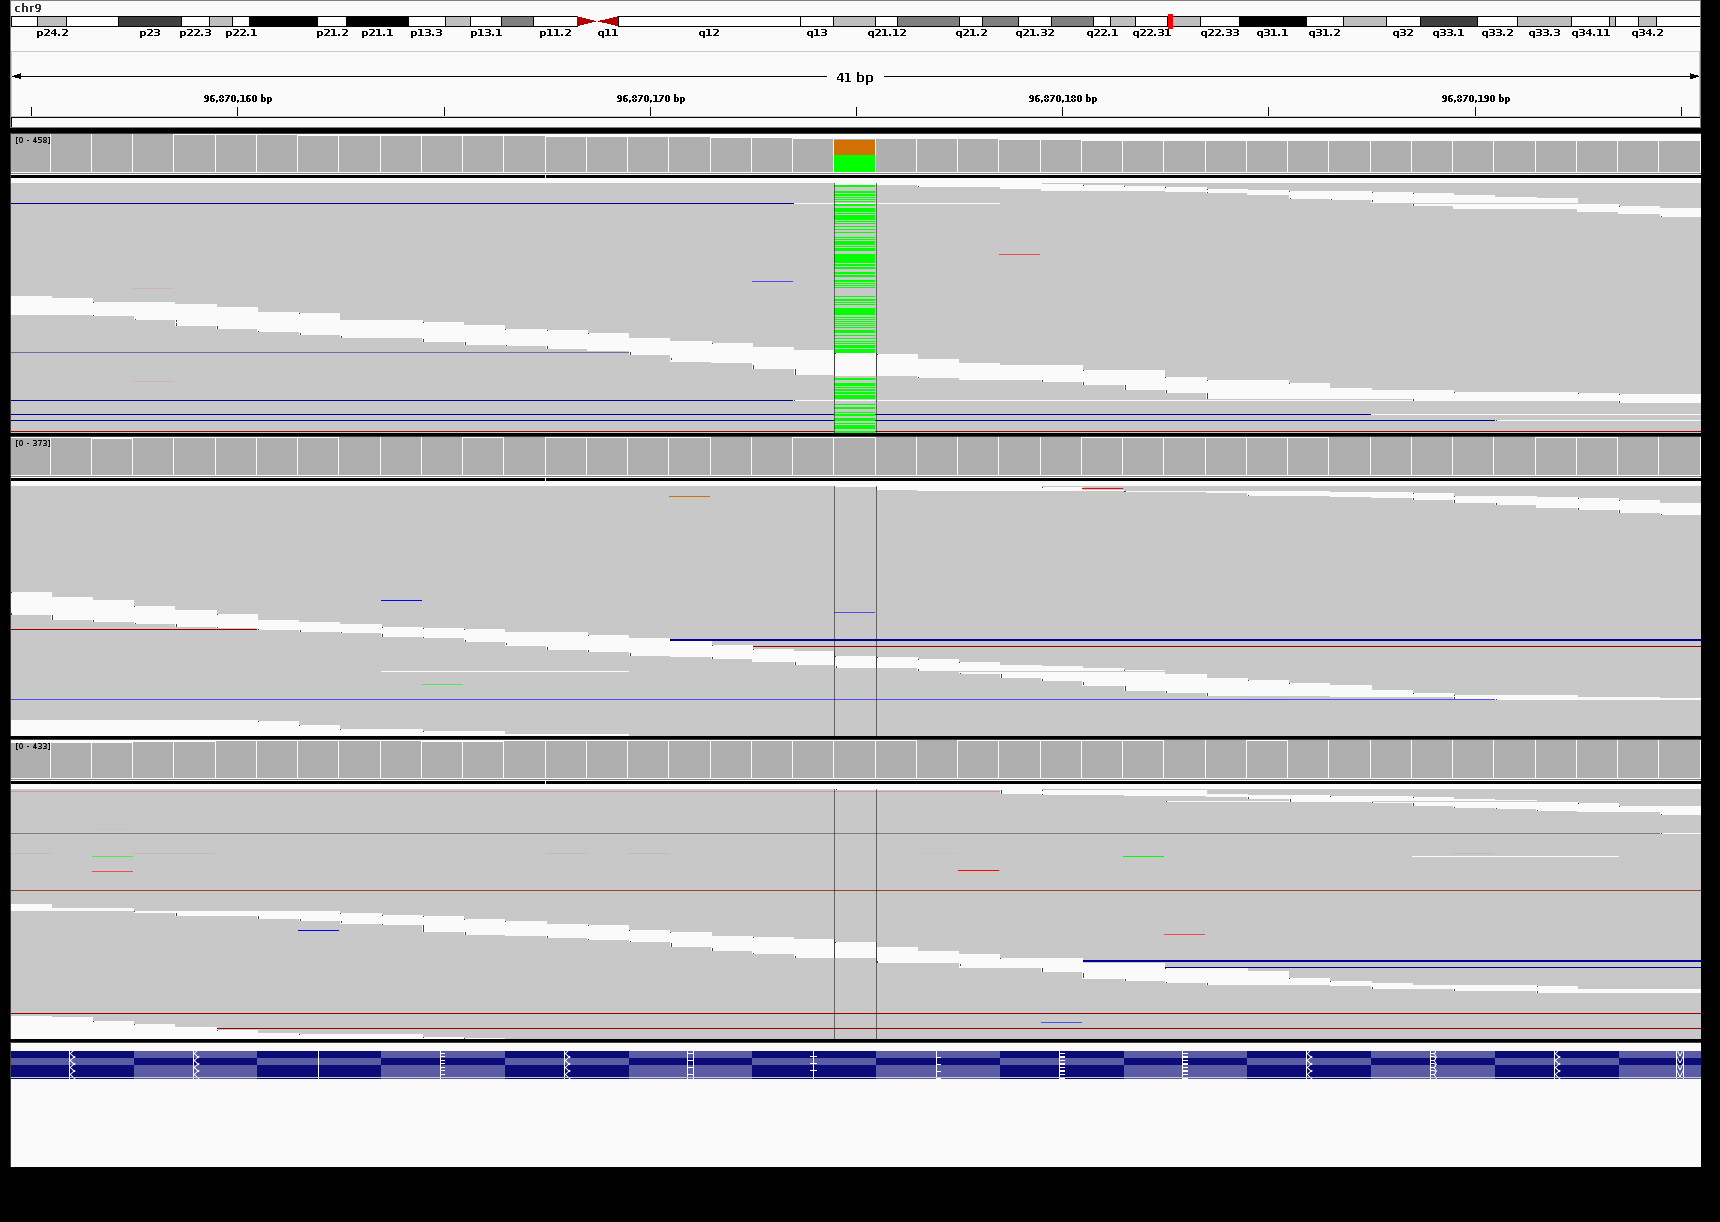 chr9
p24.2 p23 p22.3 p22.1 p21.2 p21.1 p13.3 p13.1 p11.2 q11 q12 q13 q21.12 q21.2 q21.32 q22.1 q22.31 q22.33 q31.1 q31.2 q32 q33.1 q33.2 q33.3 q34.11 q34.2
41 bp
96,870,160 bp 96,870,170 bp 96,870,180 bp 96,870,190 bp
[0 - 458]
[0 - 373]
[0 - 433]
K K I E K H I L E E K R K V
K K I E K H I L E E K R K V
K K I E K H I L E E K R K V
K K I E K H I L E E K R K V